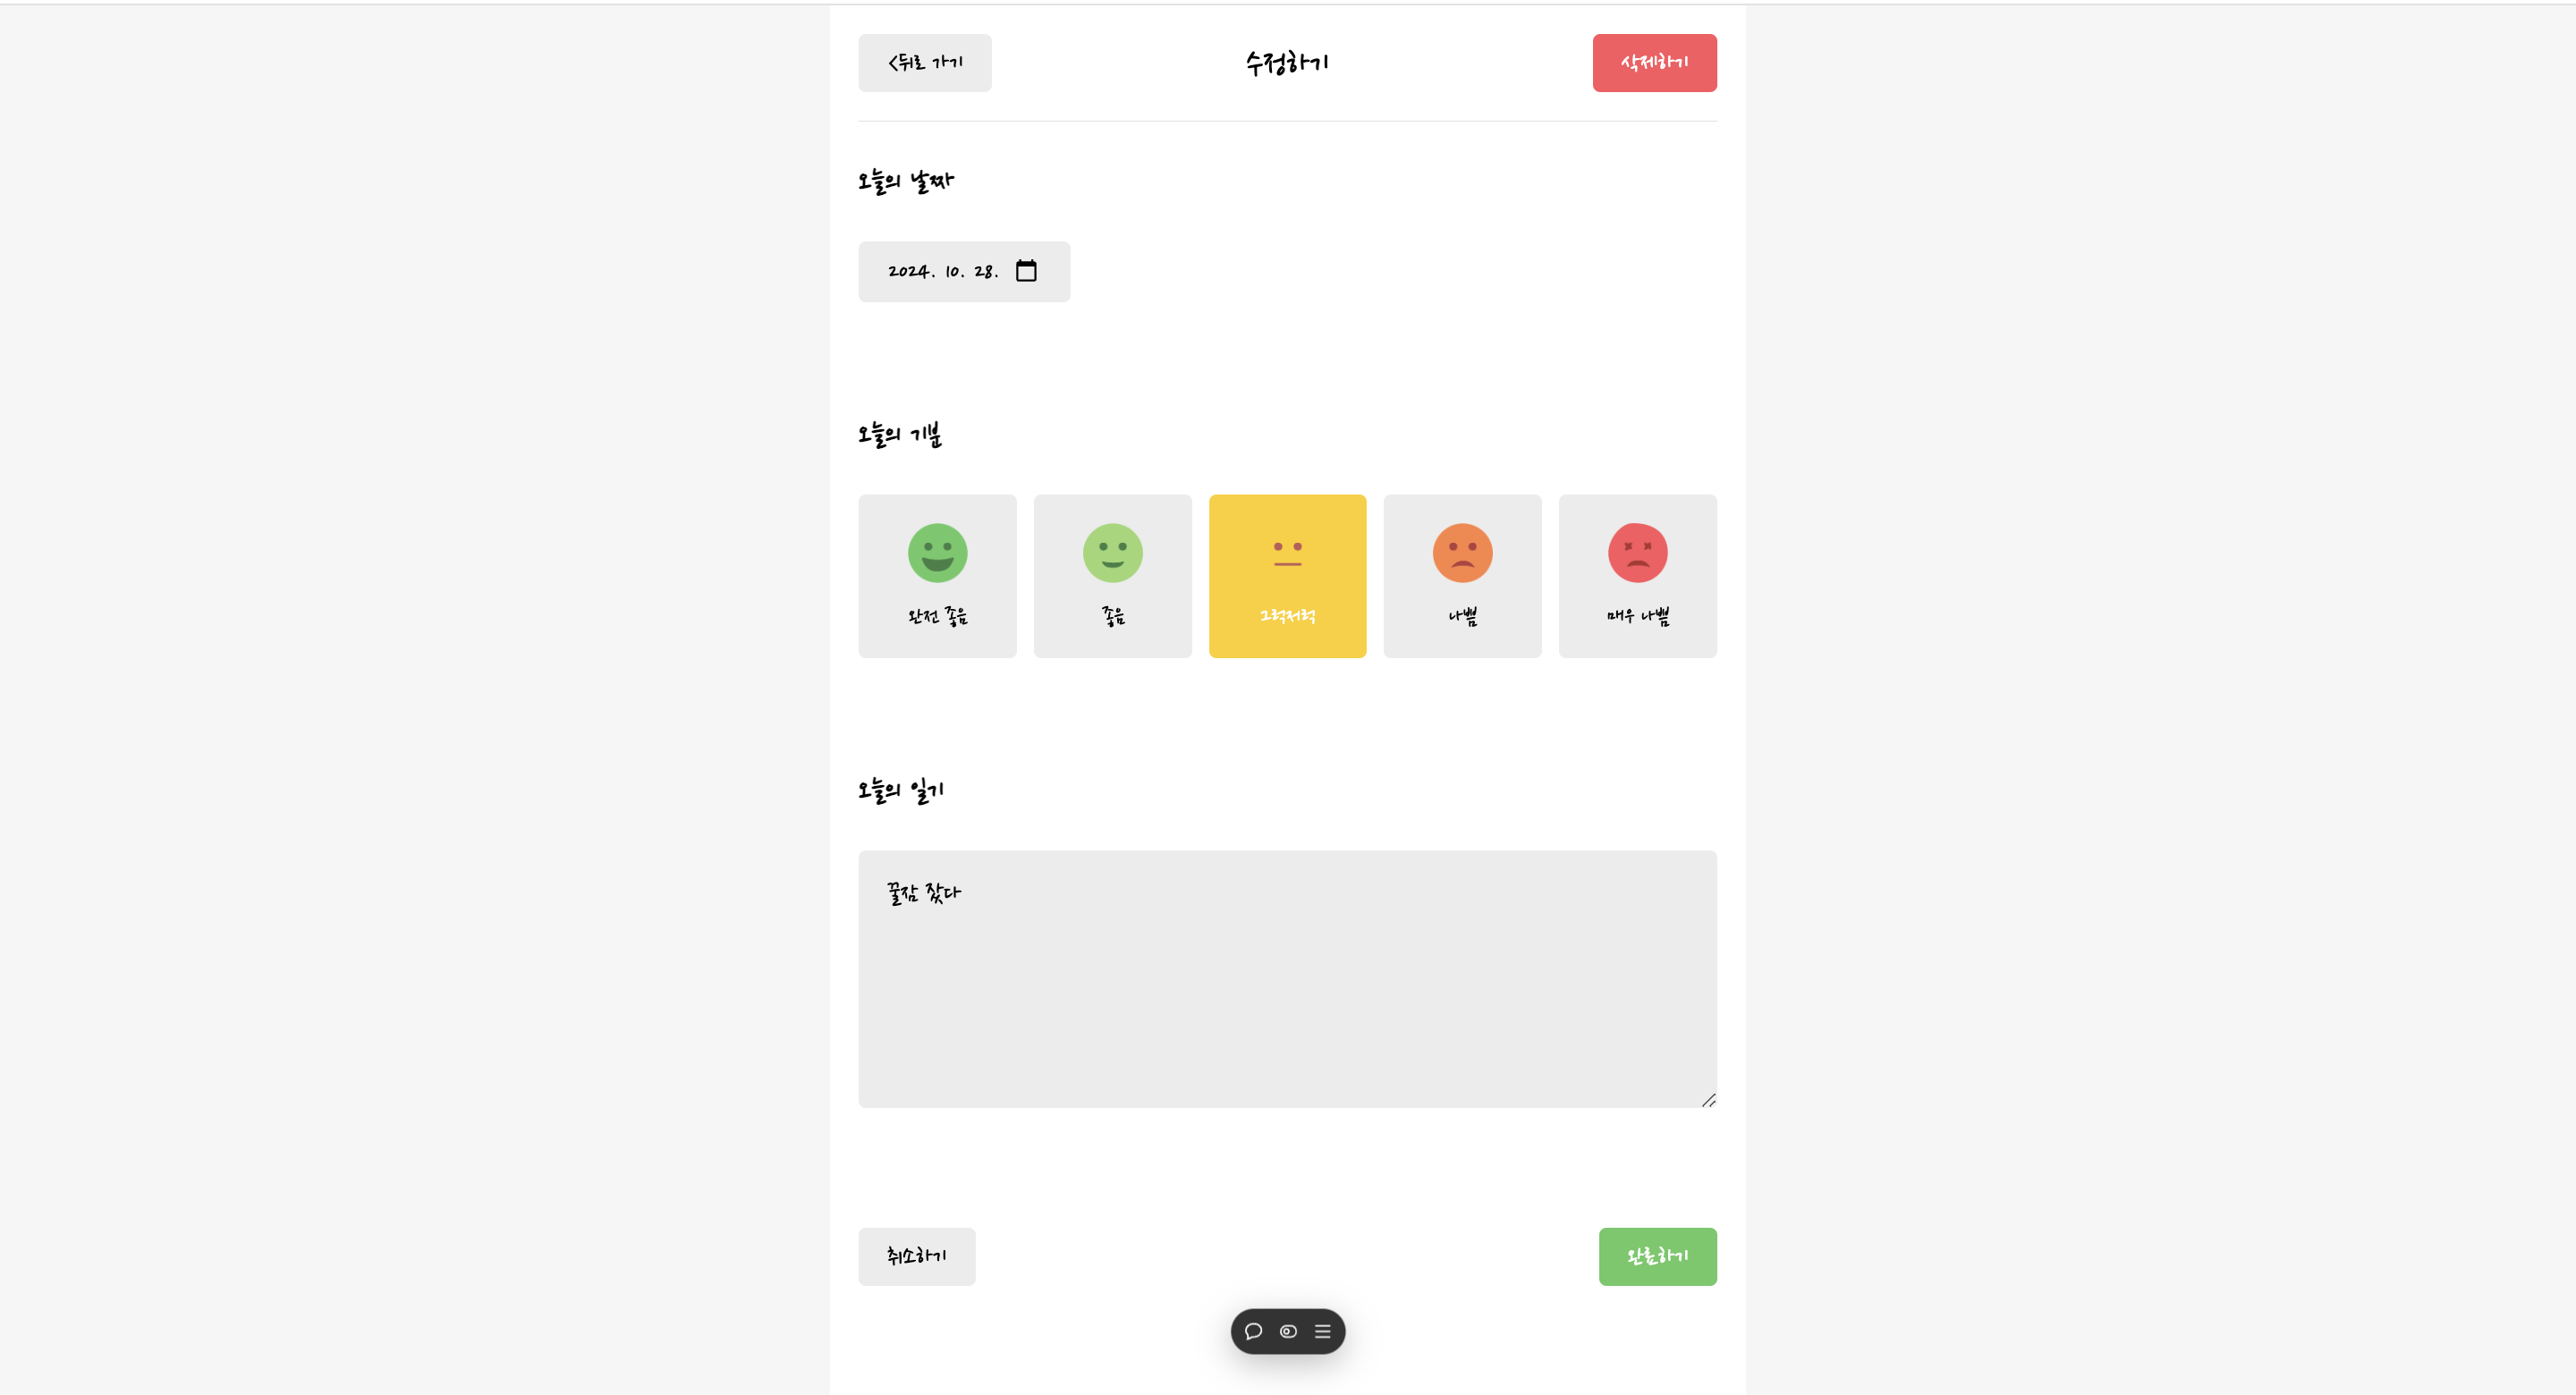 <뒤로 가기
수정하기
삭제하기
오늘의 날짜
2024. 10. 28.
오늘의 기분
완전 좋음
좋음
그럭저럭
나쁨
매우 나쁨
오늘의 일기
꿀잠 잤다
취소하기
완료하기